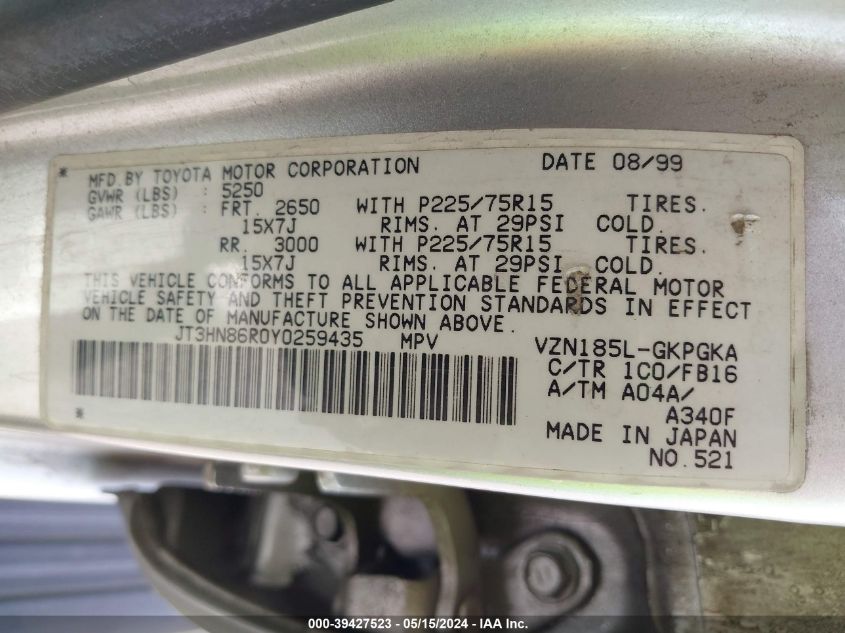 * MFD. BY TOYOTA MOTOR CORPORATION DATE 08/99
GVWR (LBS) : 5250
GAWR (LBS) : FRT. 2650 WITH P225/75R15 TIRES.
15X7J RIMS. AT 29PSI COLD.
RR. 3000 WITH P225/75R15 TIRES.
15X7J RIMS. AT 29PSI COLD.
THIS VEHICLE CONFORMS TO ALL APPLICABLE FEDERAL MOTOR
VEHICLE SAFETY AND THEFT PREVENTION STANDARDS IN EFFECT
ON THE DATE OF MANUFACTURE SHOWN ABOVE.
JT3HN86R0Y0259435 MPV VZN185L-GKPGKA
C/TR 1C0/FB16
A/TM A04A/
* A340F
MADE IN JAPAN
NO. 521
000-39427523 - 05/15/2024 - IAA Inc.